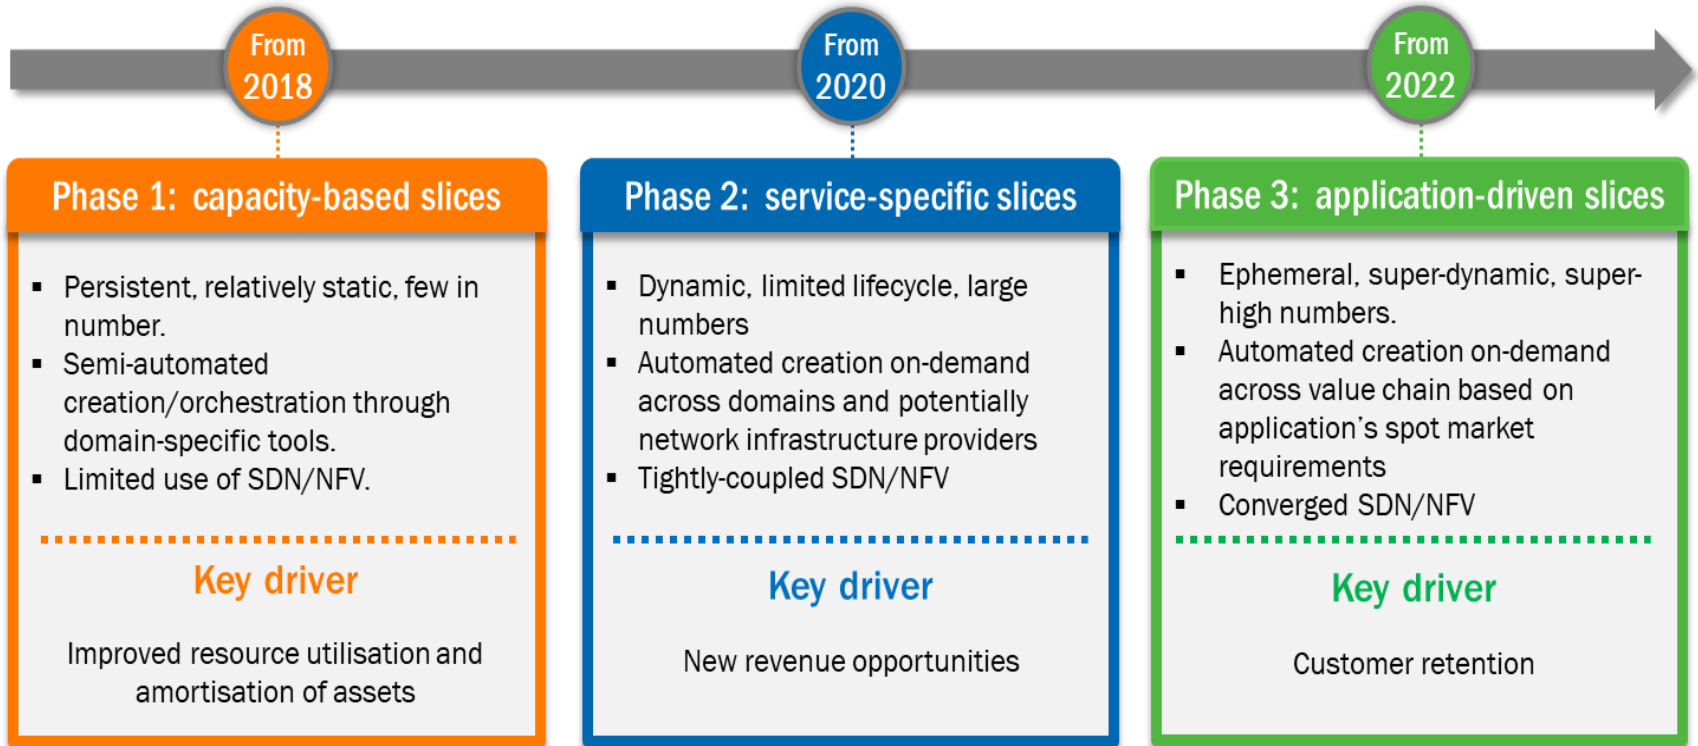 From
2018
From
2020
From
2022
Phase 1: capacity-based slices
▪ Persistent, relatively static, few in
number.
▪ Semi-automated
creation/orchestration through
domain-specific tools.
▪ Limited use of SDN/NFV.
Key driver
Improved resource utilisation and
amortisation of assets
Phase 2: service-specific slices
▪ Dynamic, limited lifecycle, large
numbers
▪ Automated creation on-demand
across domains and potentially
network infrastructure providers
▪ Tightly-coupled SDN/NFV
Key driver
New revenue opportunities
Phase 3: application-driven slices
▪ Ephemeral, super-dynamic, super-
high numbers.
▪ Automated creation on-demand
across value chain based on
application’s spot market
requirements
▪ Converged SDN/NFV
Key driver
Customer retention